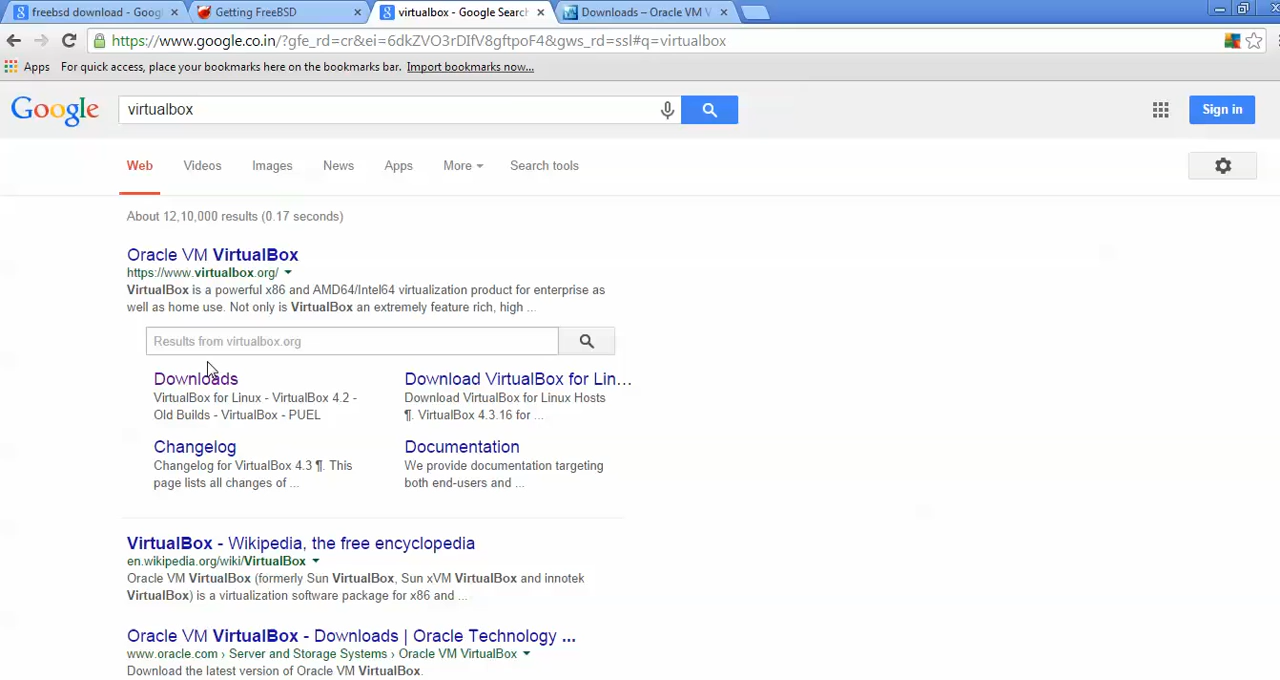 freebsd download - Goog
Getting FreeBSD
virtualbox - Google Search
Downloads – Oracle VM V
https://www.google.co.in/?gfe_rd=cr&ei=6dkZVO3rDIfV8gftpoF4&gws_rd=ssl#q=virtualbox
Apps For quick access, place your bookmarks here on the bookmarks bar. Import bookmarks now...
Google
virtualbox
Sign in
Web Videos Images News Apps More Search tools
About 12,10,000 results (0.17 seconds)
Oracle VM VirtualBox
https://www.virtualbox.org/
VirtualBox is a powerful x86 and AMD64/Intel64 virtualization product for enterprise as
well as home use. Not only is VirtualBox an extremely feature rich, high ...
Results from virtualbox.org
Downloads
VirtualBox for Linux - VirtualBox 4.2 -
Old Builds - VirtualBox - PUEL
Download VirtualBox for Lin...
Download VirtualBox for Linux Hosts
¶. VirtualBox 4.3.16 for ...
Changelog
Changelog for VirtualBox 4.3 ¶. This
page lists all changes of ...
Documentation
We provide documentation targeting
both end-users and ...
VirtualBox - Wikipedia, the free encyclopedia
en.wikipedia.org/wiki/VirtualBox
Oracle VM VirtualBox (formerly Sun VirtualBox, Sun xVM VirtualBox and innotek
VirtualBox) is a virtualization software package for x86 and ...
Oracle VM VirtualBox - Downloads | Oracle Technology ...
www.oracle.com › Server and Storage Systems › Oracle VM VirtualBox
Download the latest version of Oracle VM VirtualBox.